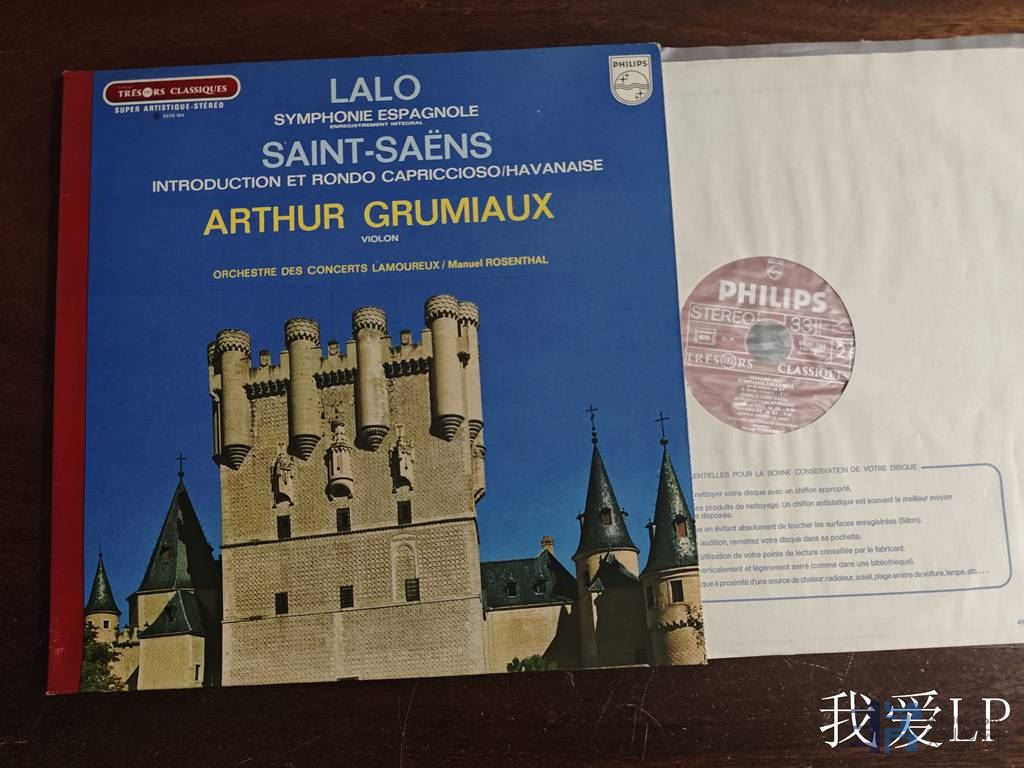 TRÉSORS CLASSIQUES
SUPER ARTISTIQUE-STÉRÉO
PHILIPS
LALO
SYMPHONIE ESPAGNOLE
ENREGISTREMENT INTEGRAL
SAINT-SAËNS
INTRODUCTION ET RONDO CAPRICCIOSO/HAVANAISE
ARTHUR GRUMIAUX
VIOLON
ORCHESTRE DES CONCERTS LAMOUREUX / Manuel ROSENTHAL
PHILIPS
STEREO 33
TRÉSORS CLASSIQUES
POUR LA BONNE CONSERVATION DE VOTRE DISQUE
nettoyer votre disque avec un chiffon approprié.
produits de nettoyage. Un chiffon antistatique est souvent le meilleur moyen
déposée.
en évitant absolument de toucher les surfaces enregistrées (Sillon).
audition, remettez votre disque dans sa pochette.
utilisation de votre pointe de lecture conseillée par le fabricant.
verticalement et légèrement serré (comme dans une bibliothèque).
à proximité d'une source de chaleur: radiateur, soleil, plage arrière de voiture, lampe, etc....
我爱LP